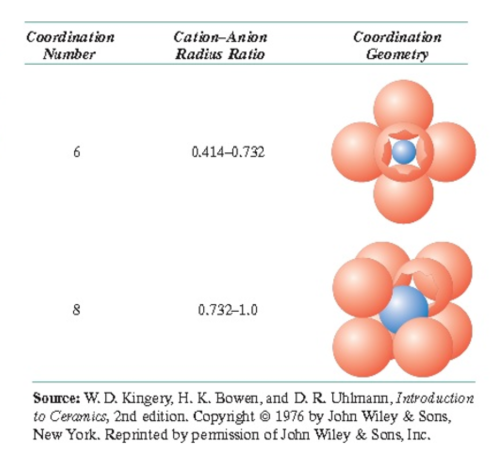 Coordination Cation–Anion Coordination
Number Radius Ratio Geometry
6 0.414–0.732
8 0.732–1.0
Source: W. D. Kingery, H. K. Bowen, and D. R. Uhlmann, Introduction
to Ceramics, 2nd edition. Copyright © 1976 by John Wiley & Sons,
New York. Reprinted by permission of John Wiley & Sons, Inc.